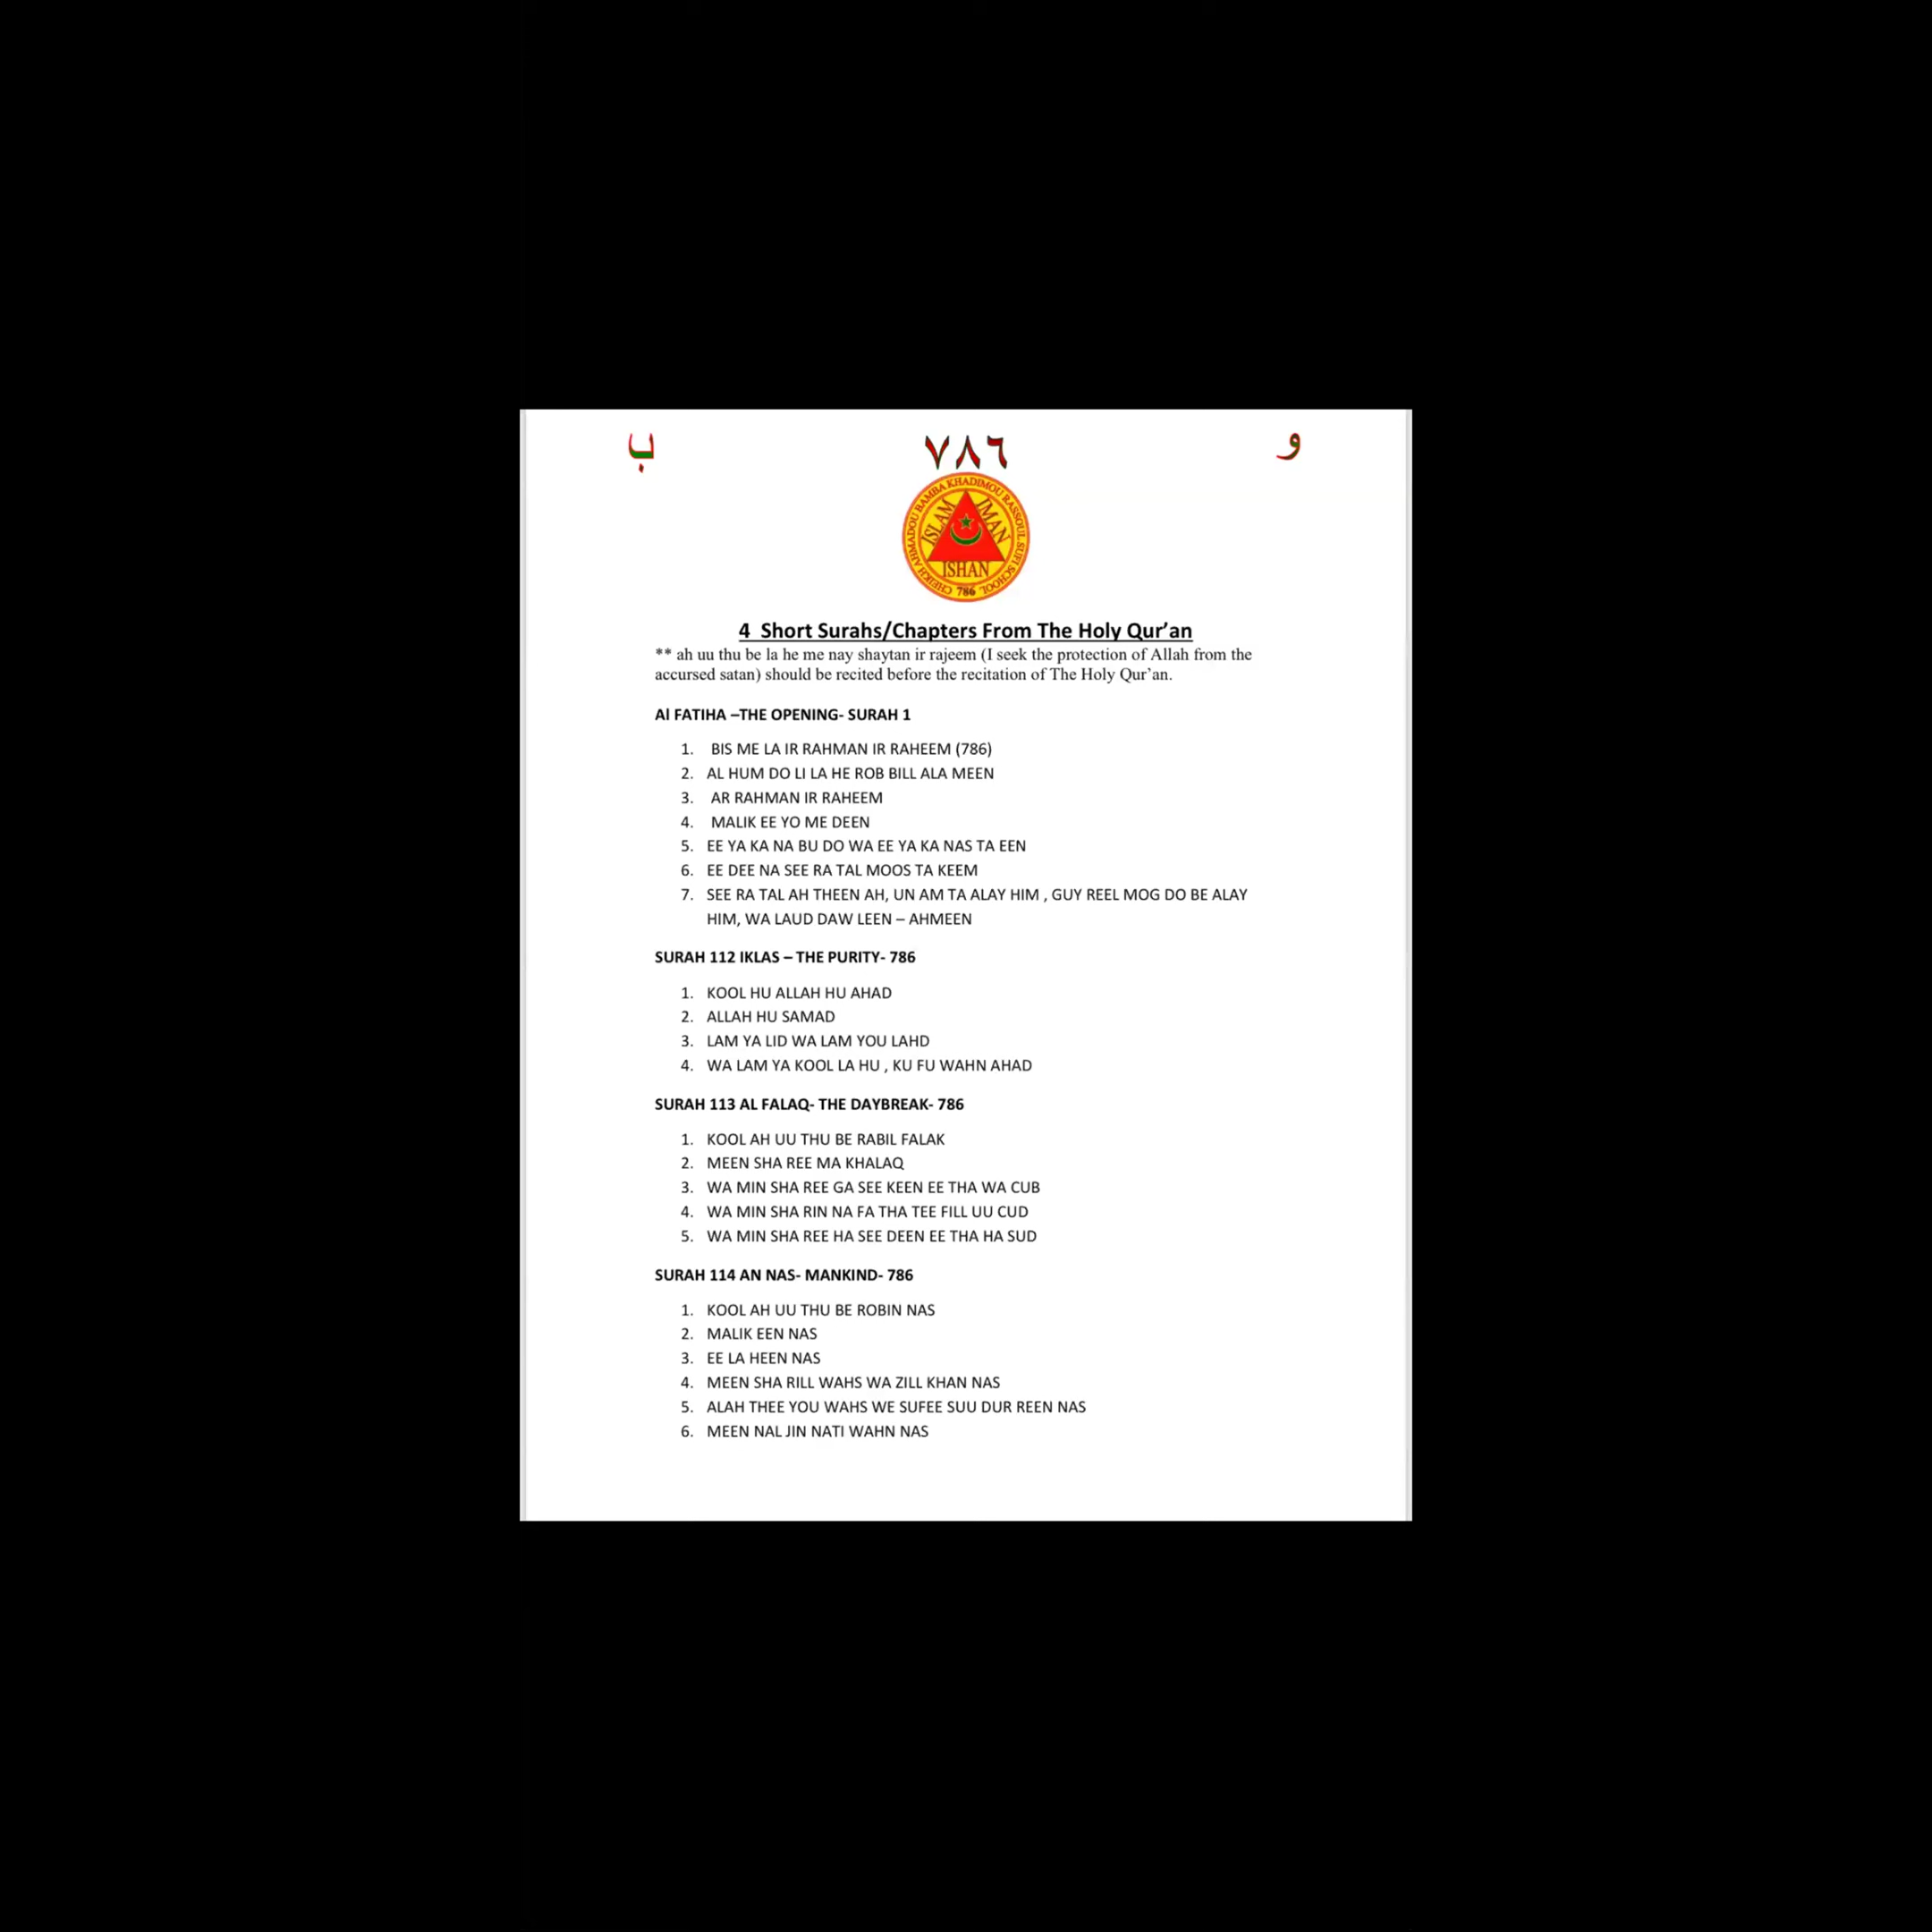 ب ٧٨٦ و
CHEIKH AHMADOU BAMBA KHADIMOU RASSOUL SUFI SCHOOL
ISLAM IMAN
ISHAN
786
4 Short Surahs/Chapters From The Holy Qur’an
** ah uu thu be la he me nay shaytan ir rajeem (I seek the protection of Allah from the
accursed satan) should be recited before the recitation of The Holy Qur’an.
Al FATIHA –THE OPENING- SURAH 1
1. BIS ME LA IR RAHMAN IR RAHEEM (786)
2. AL HUM DO LI LA HE ROB BILL ALA MEEN
3. AR RAHMAN IR RAHEEM
4. MALIK EE YO ME DEEN
5. EE YA KA NA BU DO WA EE YA KA NAS TA EEN
6. EE DEE NA SEE RA TAL MOOS TA KEEM
7. SEE RA TAL AH THEEN AH, UN AM TA ALAY HIM , GUY REEL MOG DO BE ALAY
HIM, WA LAUD DAW LEEN – AHMEEN
SURAH 112 IKLAS – THE PURITY- 786
1. KOOL HU ALLAH HU AHAD
2. ALLAH HU SAMAD
3. LAM YA LID WA LAM YOU LAHD
4. WA LAM YA KOOL LA HU , KU FU WAHN AHAD
SURAH 113 AL FALAQ- THE DAYBREAK- 786
1. KOOL AH UU THU BE RABIL FALAK
2. MEEN SHA REE MA KHALAQ
3. WA MIN SHA REE GA SEE KEEN EE THA WA CUB
4. WA MIN SHA RIN NA FA THA TEE FILL UU CUD
5. WA MIN SHA REE HA SEE DEEN EE THA HA SUD
SURAH 114 AN NAS- MANKIND- 786
1. KOOL AH UU THU BE ROBIN NAS
2. MALIK EEN NAS
3. EE LA HEEN NAS
4. MEEN SHA RILL WAHS WA ZILL KHAN NAS
5. ALAH THEE YOU WAHS WE SUFEE SUU DUR REEN NAS
6. MEEN NAL JIN NATI WAHN NAS